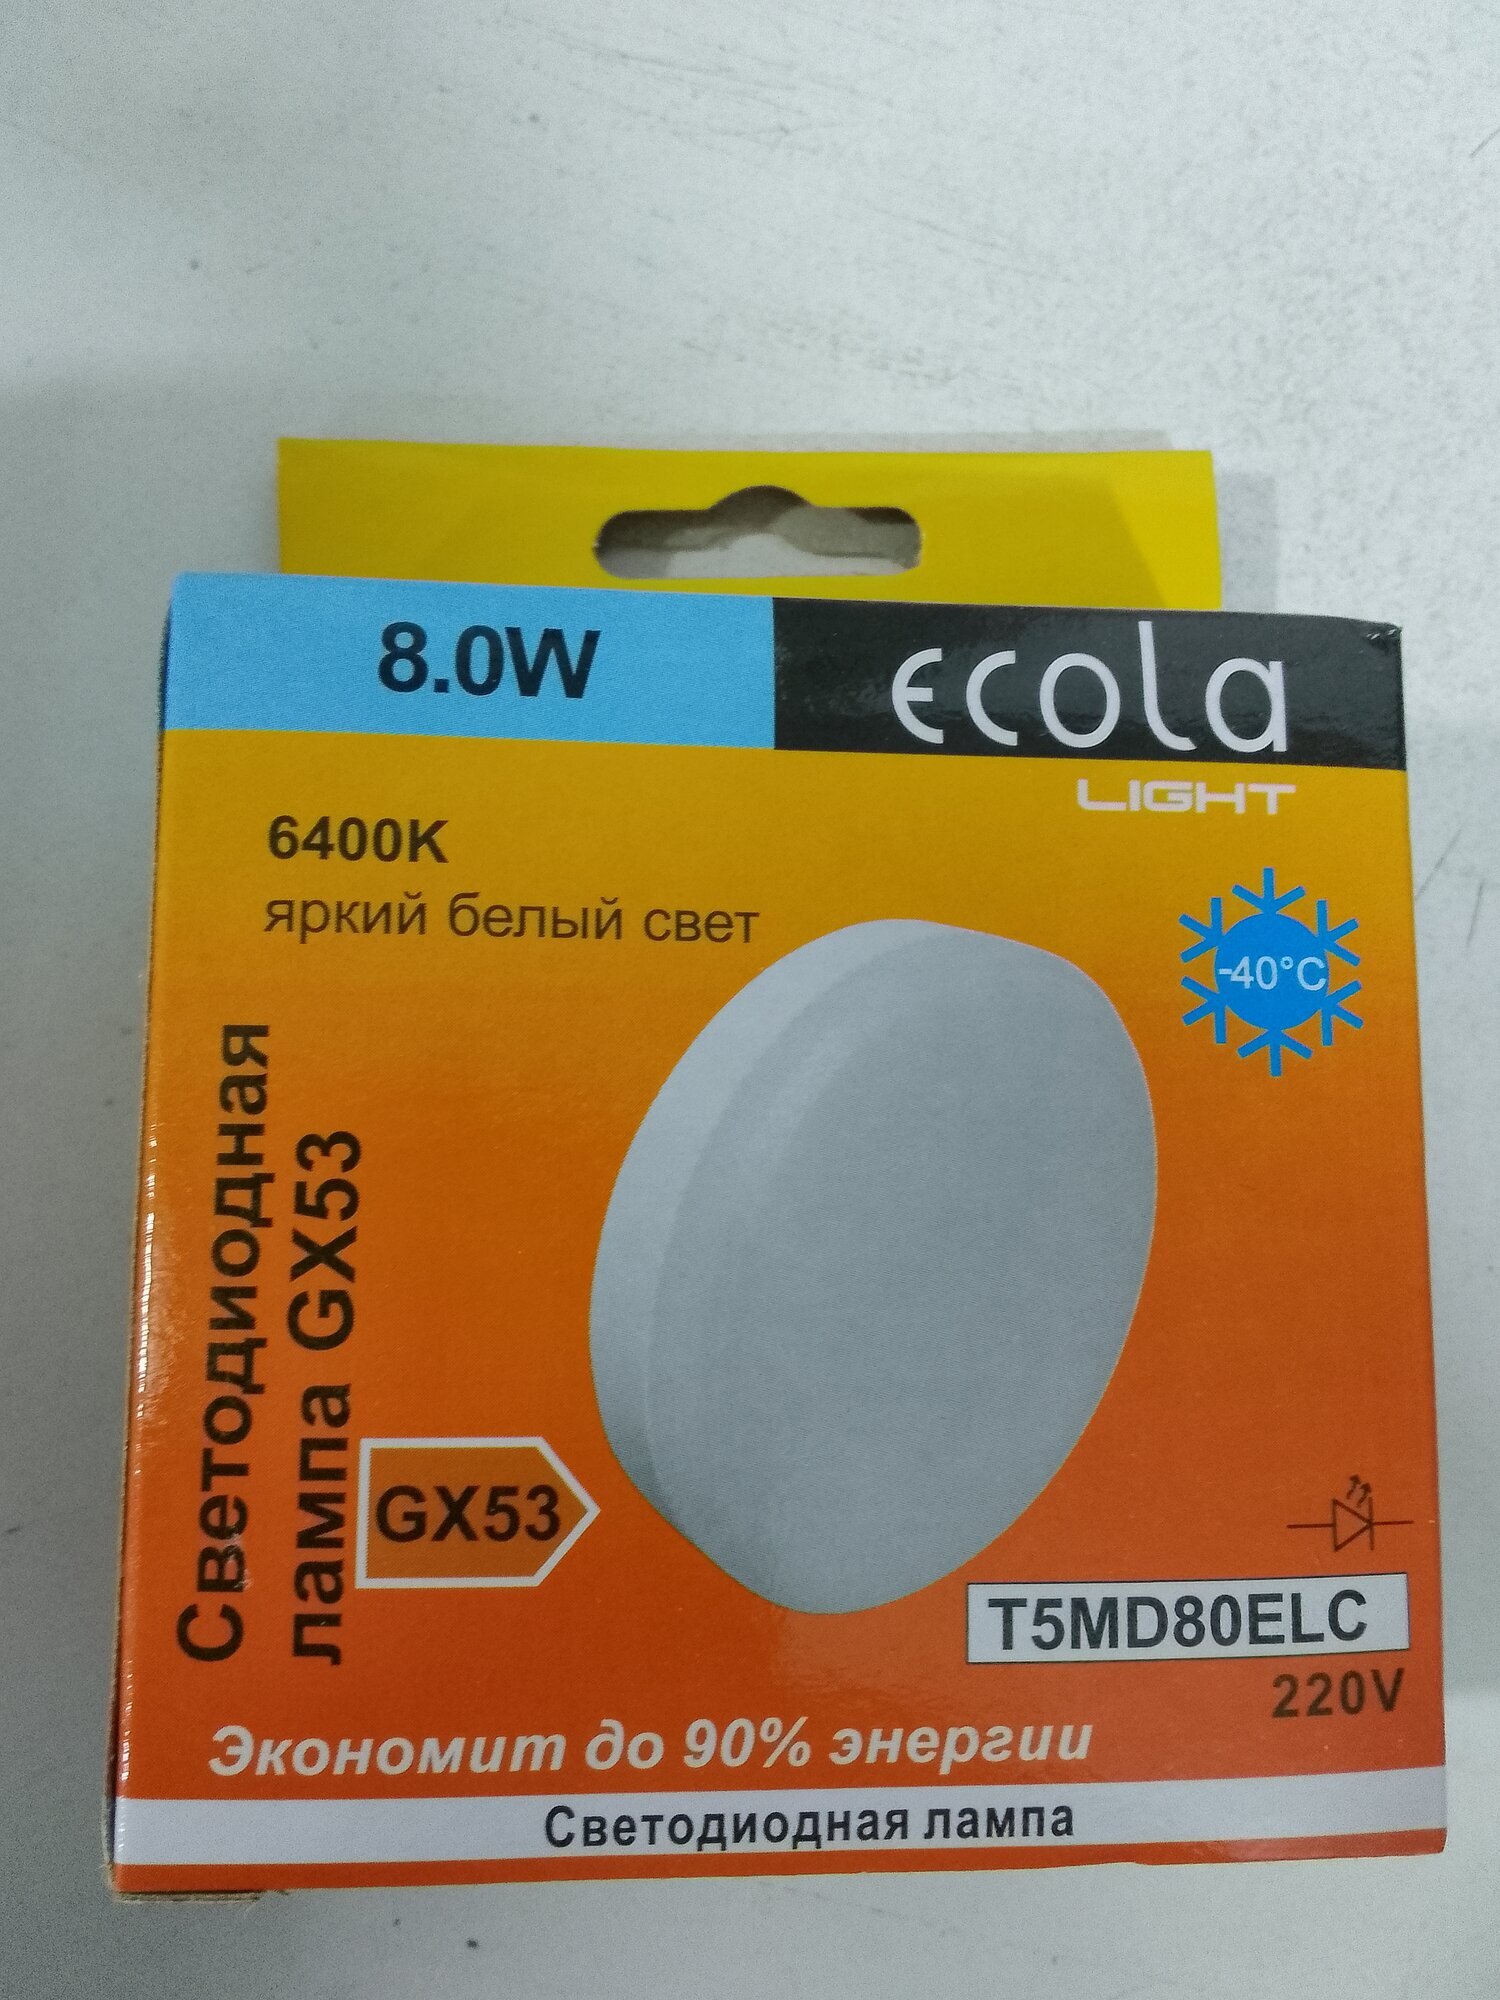 8.0W
ecola
LIGHT
6400K
яркий белый свет
-40°C
Светодиодная
лампа GX53
GX53
T5MD80ELC
220V
Экономит до 90% энергии
Светодиодная лампа